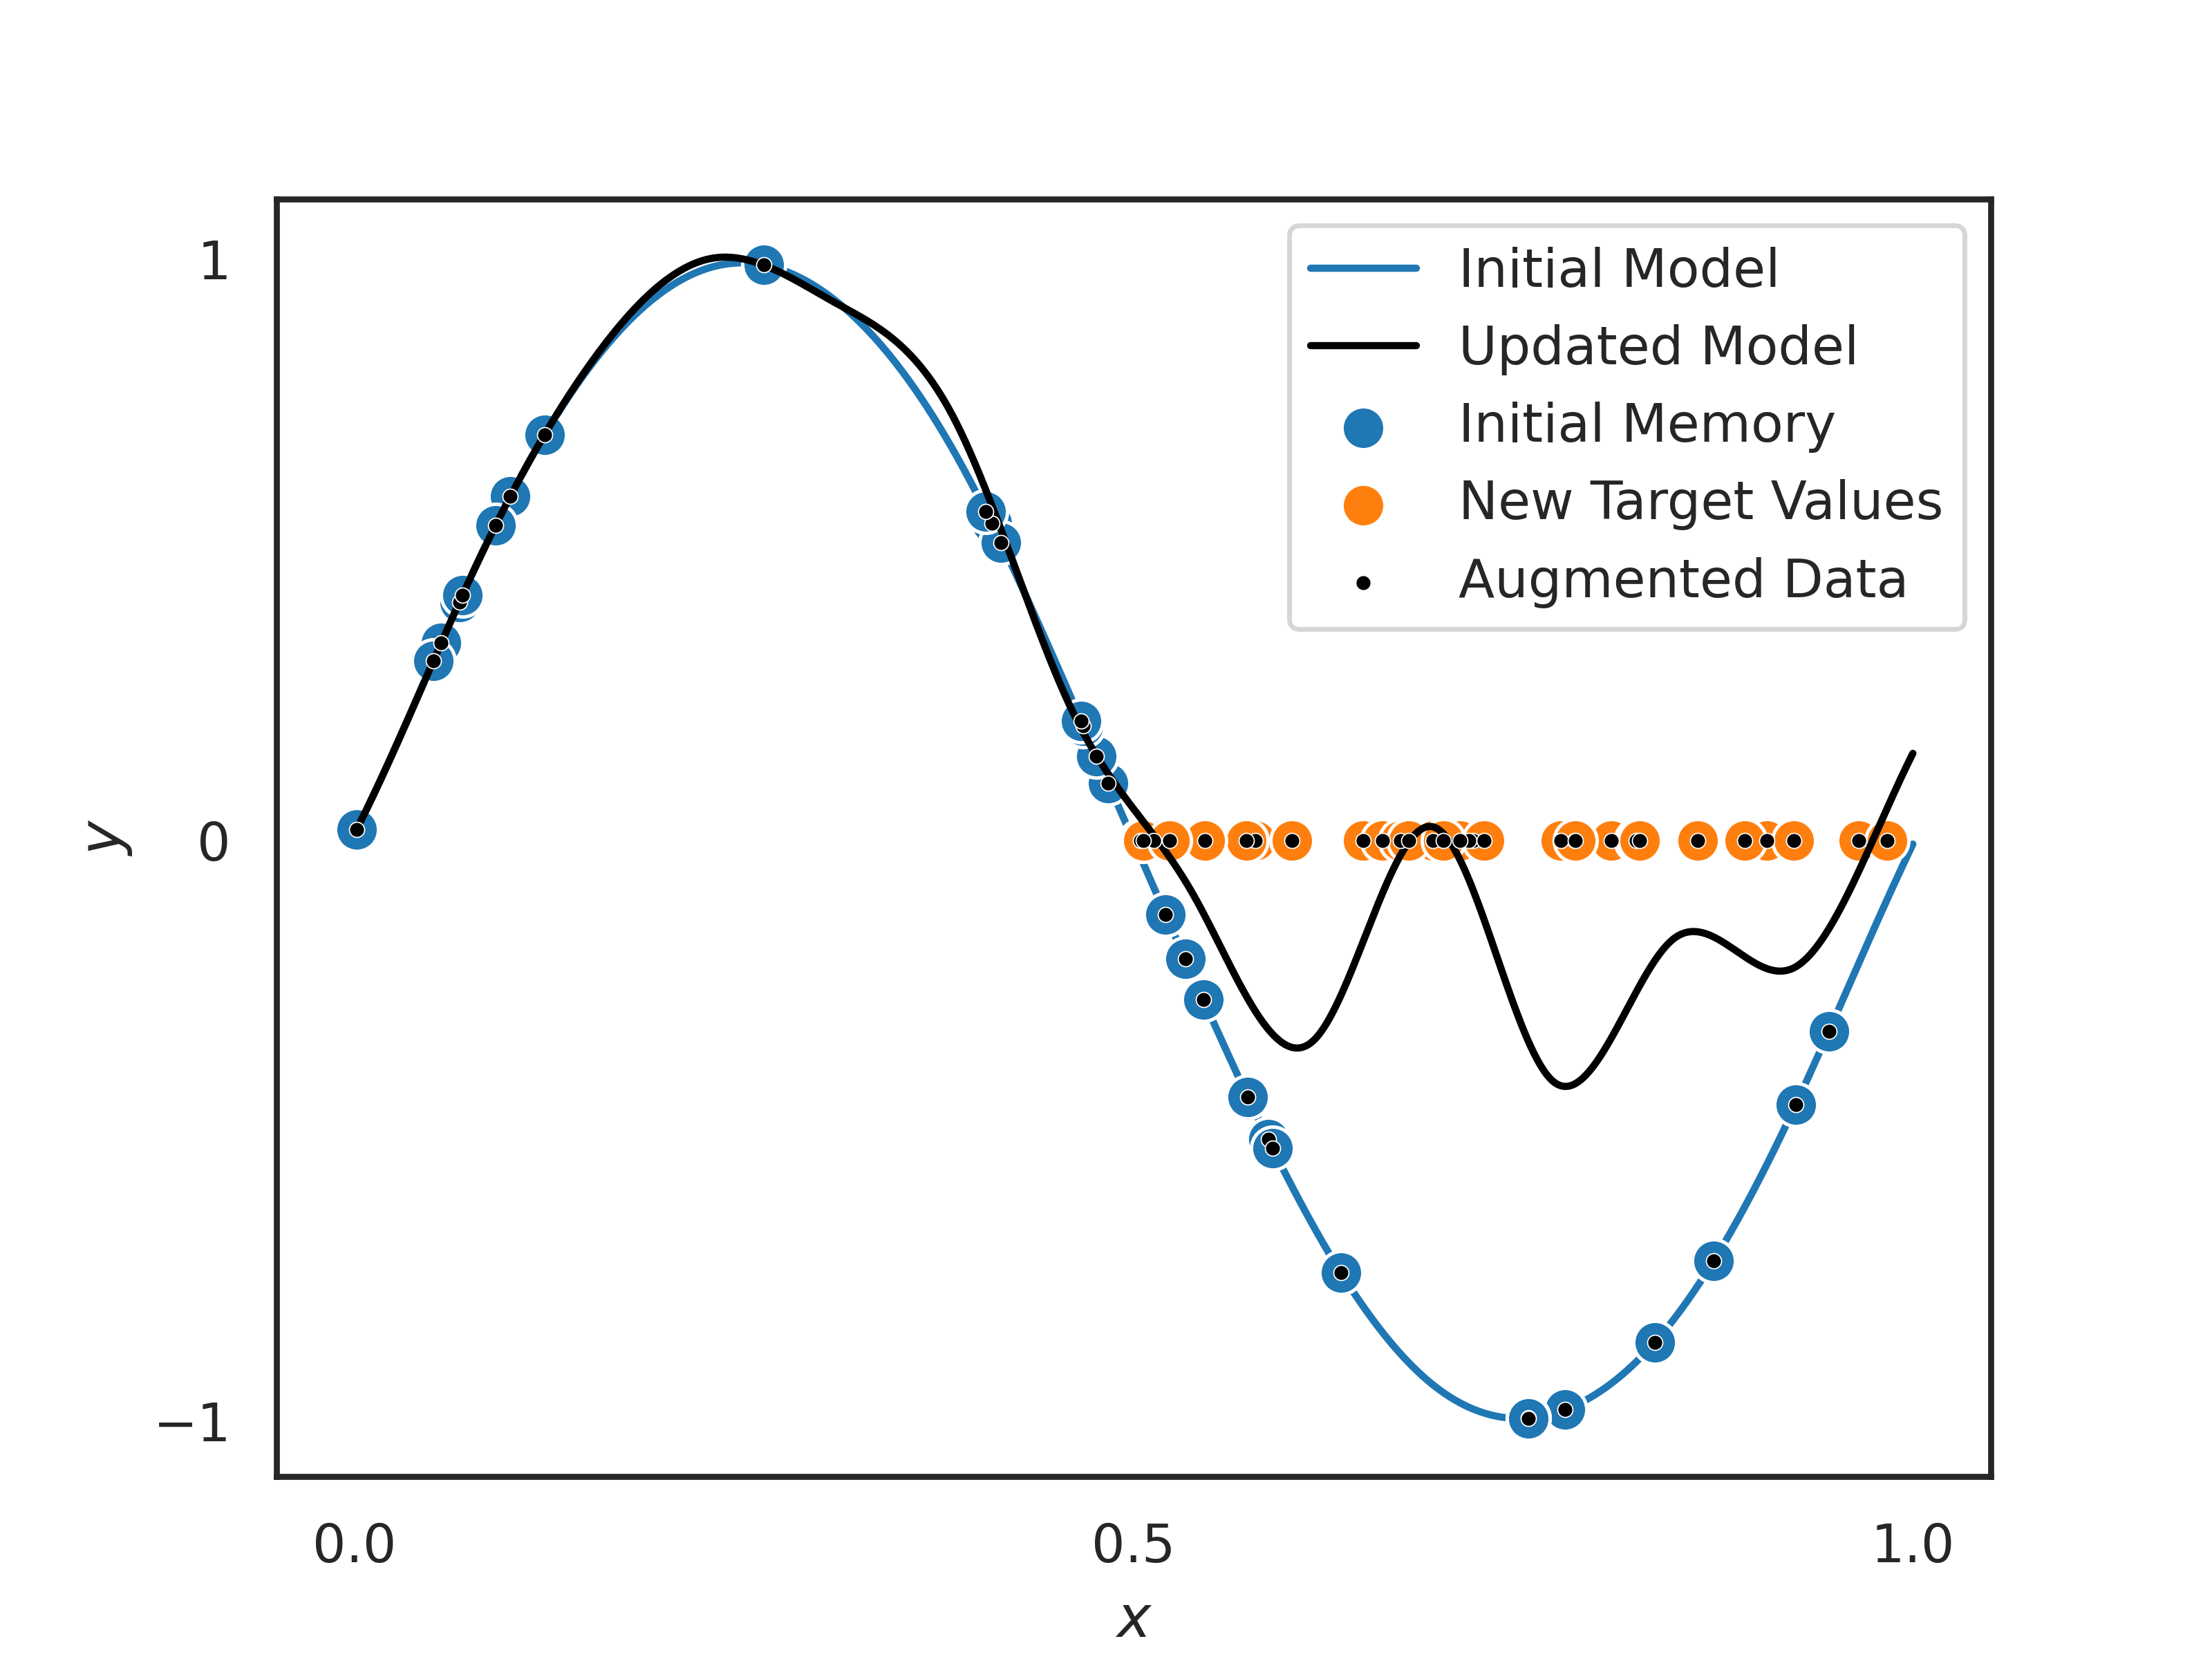 1
0
−1
y
0.0
0.5
1.0
x
Initial Model
Updated Model
Initial Memory
New Target Values
Augmented Data